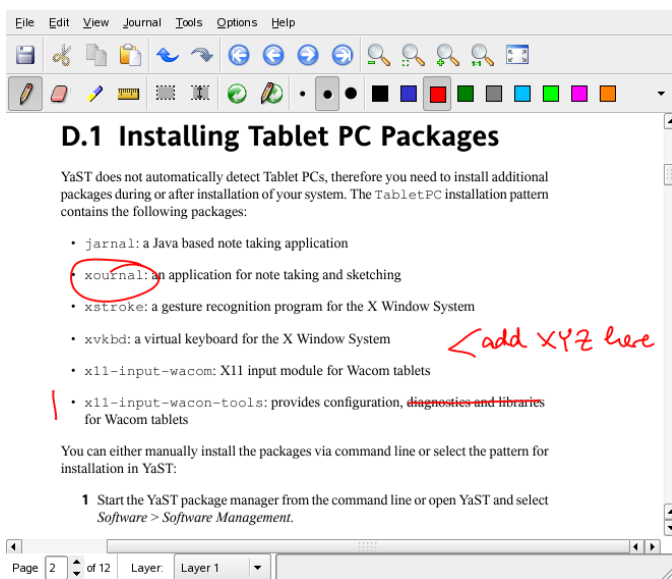 File Edit View Journal Tools Options Help
D.1 Installing Tablet PC Packages
YaST does not automatically detect Tablet PCs, therefore you need to install additional
packages during or after installation of your system. The TabletPC installation pattern
contains the following packages:
• jarnal: a Java based note taking application
• xournal: an application for note taking and sketching
• xstroke: a gesture recognition program for the X Window System
• xvkbd: a virtual keyboard for the X Window System
<add XYZ here
• x11-input-wacom: X11 input module for Wacom tablets
• x11-input-wacon-tools: provides configuration, diagnostics and libraries
for Wacom tablets
You can either manually install the packages via command line or select the pattern for
installation in YaST:
1 Start the YaST package manager from the command line or open YaST and select
Software > Software Management.
Page 2 of 12 Layer: Layer 1